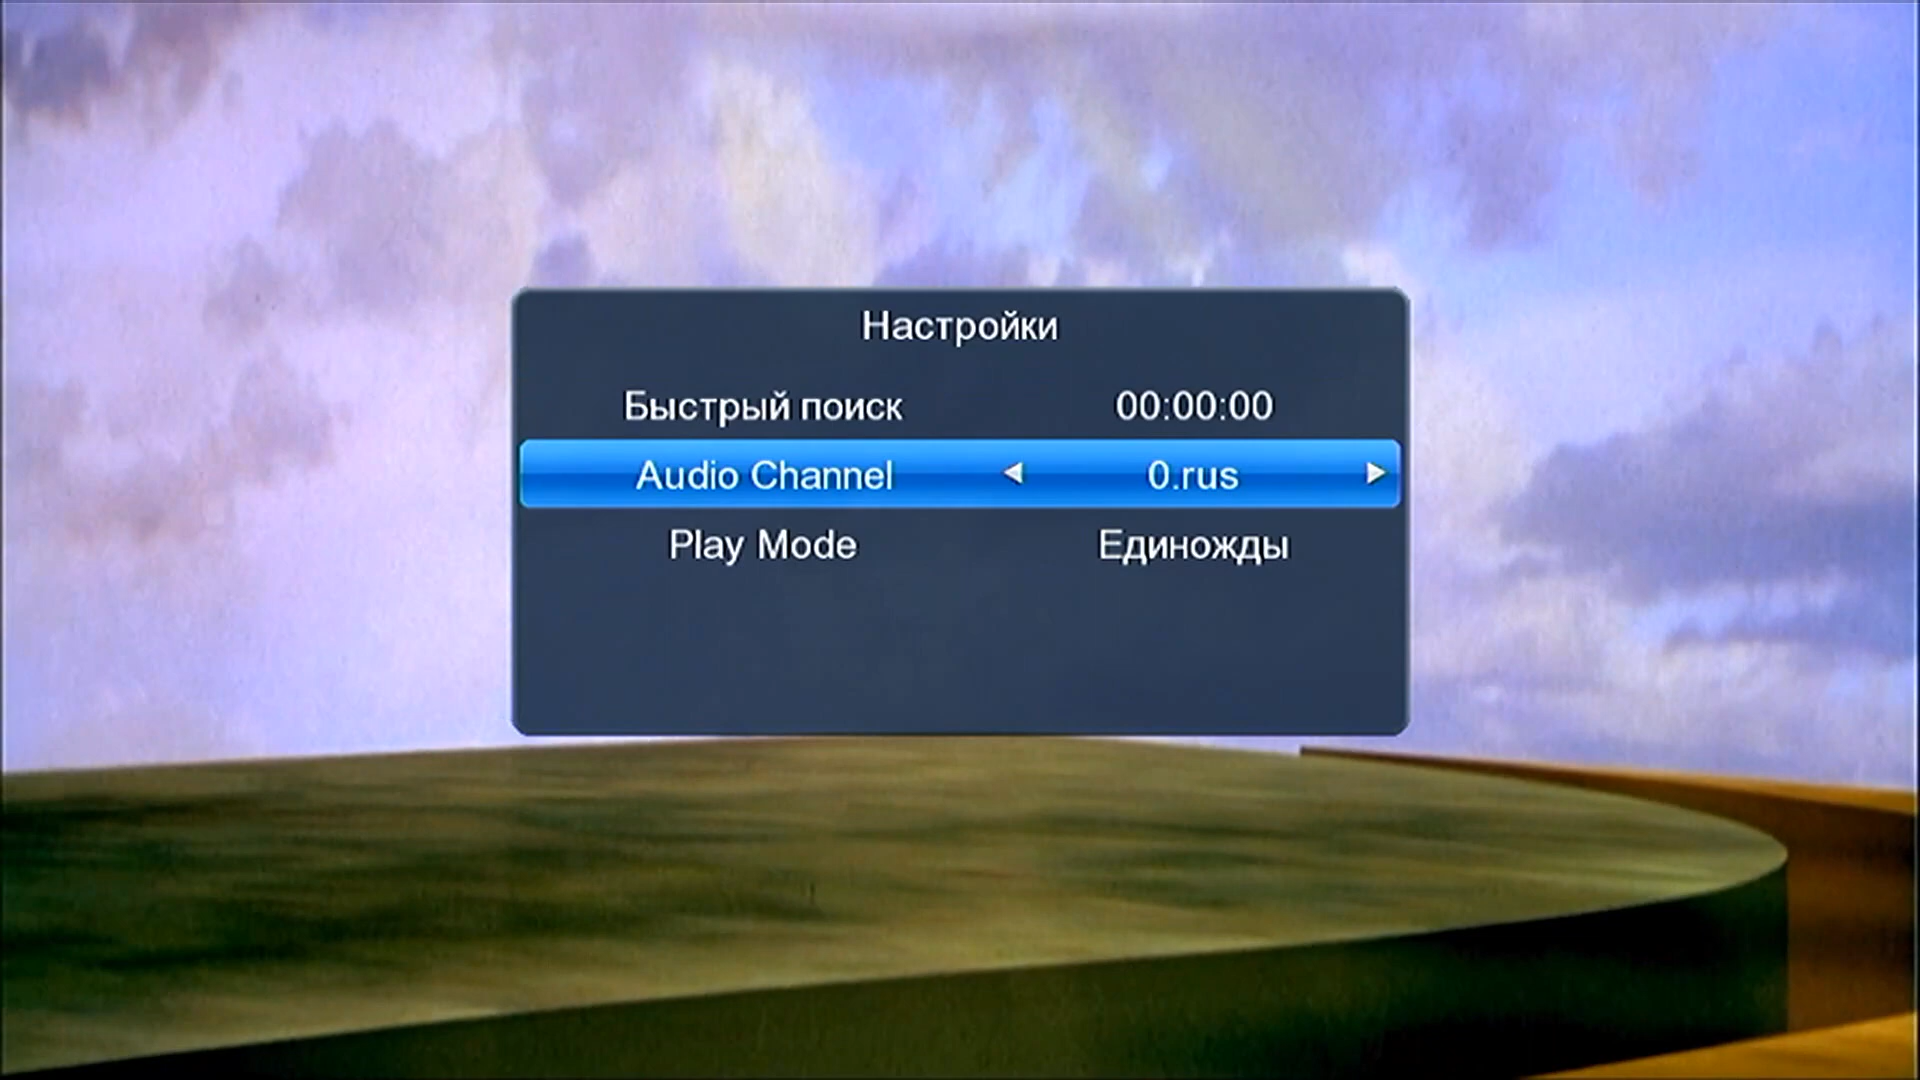 Настройки
Быстрый поиск 00:00:00
Audio Channel 0.rus
Play Mode Единожды